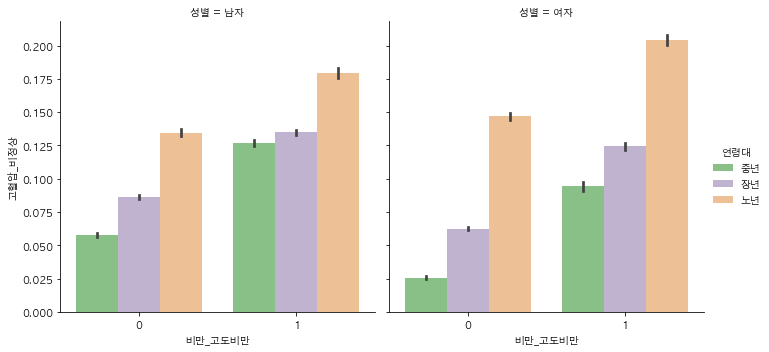 성별 = 남자
성별 = 여자
고혈압_비정상
0.200
0.175
0.150
0.125
0.100
0.075
0.050
0.025
0.000
0 1
0 1
비만_고도비만
비만_고도비만
연령대
중년
장년
노년